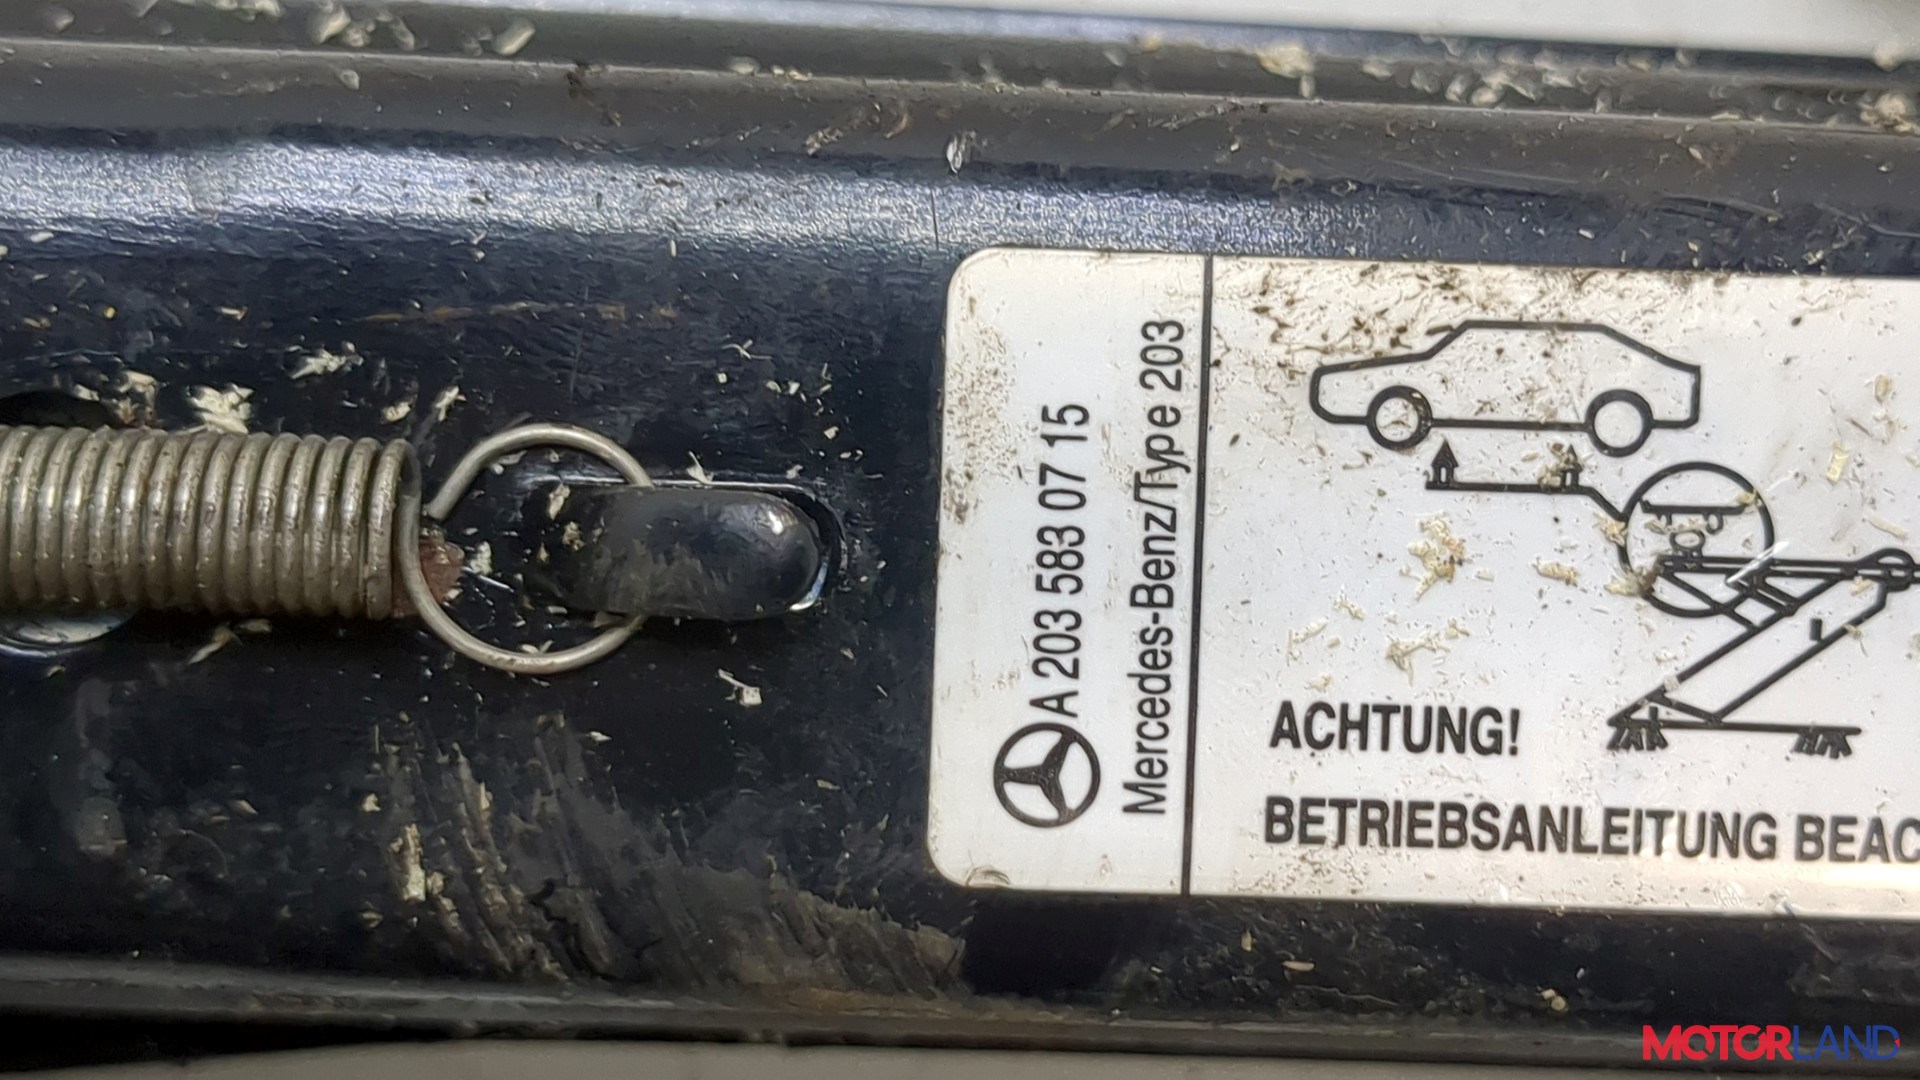 A 203 583 07 15
Mercedes-Benz/Type 203
ACHTUNG!
BETRIEBSANLEITUNG BEAC
MOTORLAND